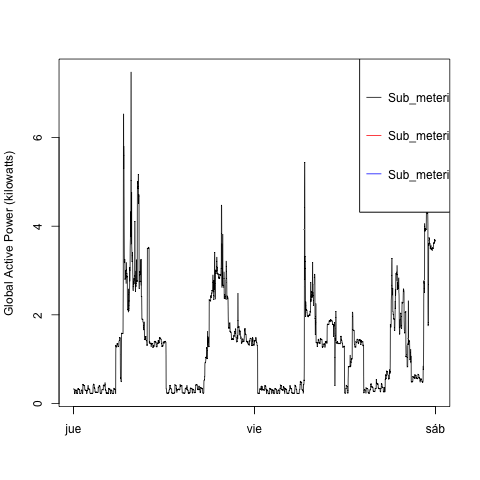 Global Active Power (kilowatts)
6
4
2
0
jue
vie
sáb
Sub_meteri
Sub_meteri
Sub_meteri